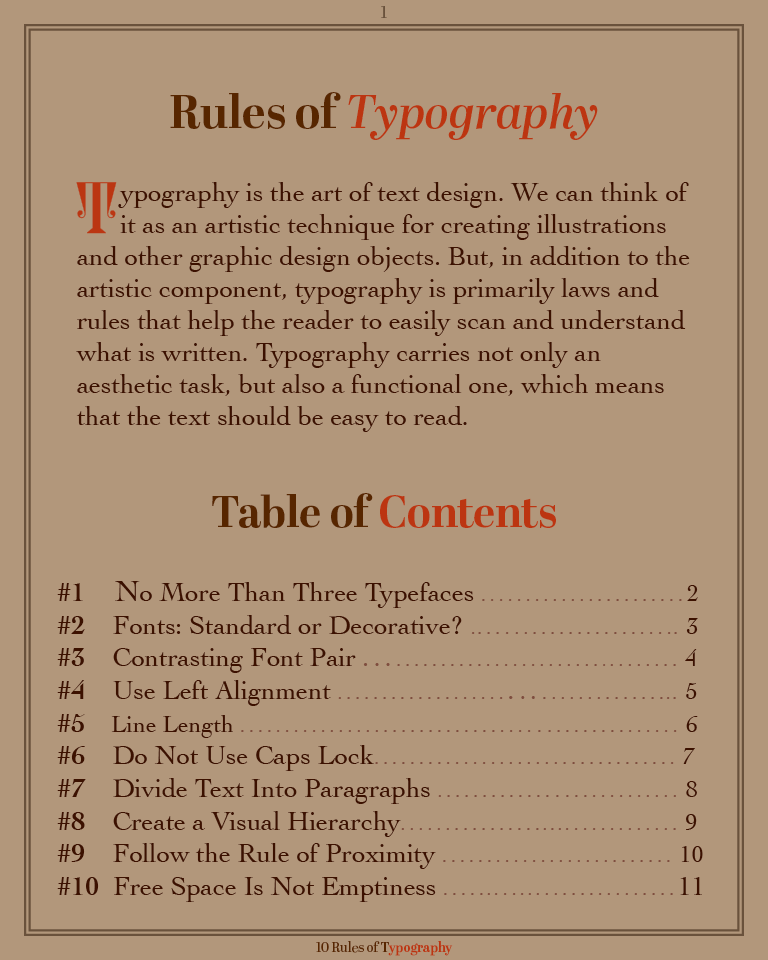 1
Rules of Typography
Typography is the art of text design. We can think of
it as an artistic technique for creating illustrations
and other graphic design objects. But, in addition to the
artistic component, typography is primarily laws and
rules that help the reader to easily scan and understand
what is written. Typography carries not only an
aesthetic task, but also a functional one, which means
that the text should be easy to read.
Table of Contents
#1 No More Than Three Typefaces ..................... 2
#2 Fonts: Standard or Decorative? ..................... 3
#3 Contrasting Font Pair ................................ 4
#4 Use Left Alignment ................................... 5
#5 Line Length ............................................. 6
#6 Do Not Use Caps Lock............................... 7
#7 Divide Text Into Paragraphs ........................ 8
#8 Create a Visual Hierarchy............................ 9
#9 Follow the Rule of Proximity ....................... 10
#10 Free Space Is Not Emptiness ....................... 11
10 Rules of Typography